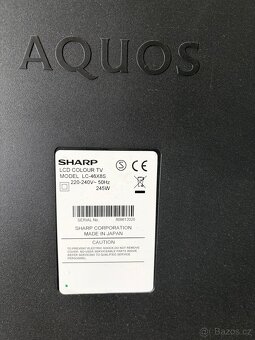 AQUOS
SHARP
LCD COLOUR TV
MODEL LC-46X8S
220-240V~ 50Hz
245W
SERIAL No
SHARP CORPORATION
MADE IN JAPAN
CAUTION
bazos.cz